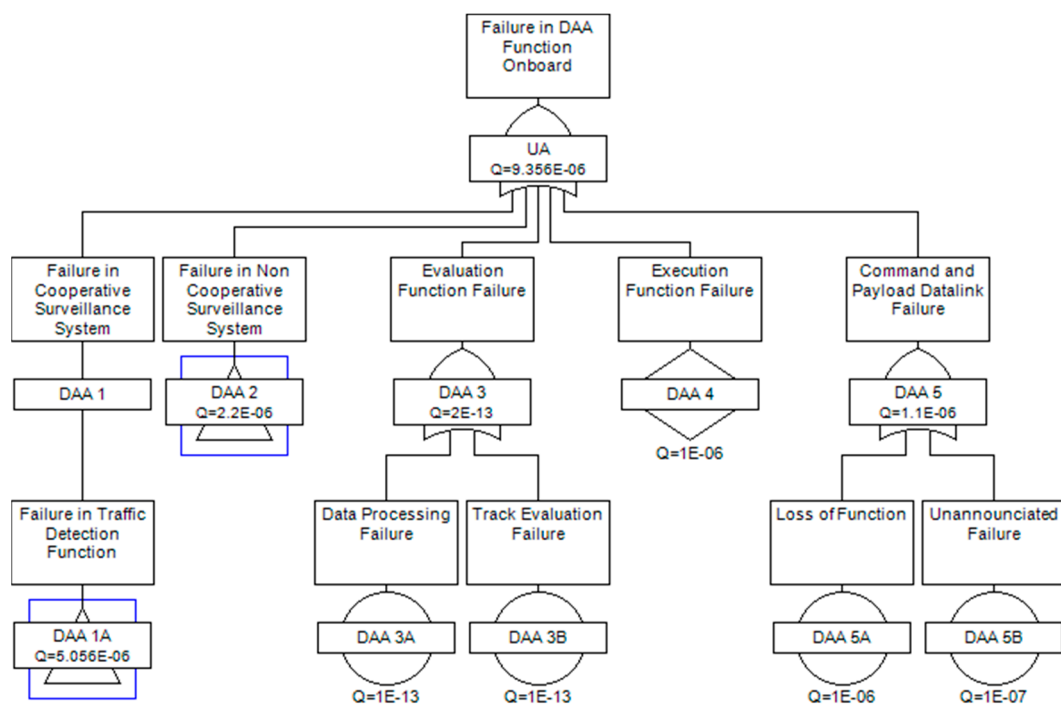 Failure in DAA
Function
Onboard
UA
Q=9.356E-06
Failure in
Cooperative
Surveillance
System
Failure in Non
Cooperative
Surveillance
System
Evaluation
Function Failure
Execution
Function Failure
Command and
Payload Datalink
Failure
DAA 1
DAA 2
Q=2.2E-06
DAA 3
Q=2E-13
DAA 4
Q=1E-06
DAA 5
Q=1.1E-06
Failure in Traffic
Detection
Function
Data Processing
Failure
Track Evaluation
Failure
Loss of Function
Unannounciated
Failure
DAA 1A
Q=5.056E-06
DAA 3A
Q=1E-13
DAA 3B
Q=1E-13
DAA 5A
Q=1E-06
DAA 5B
Q=1E-07